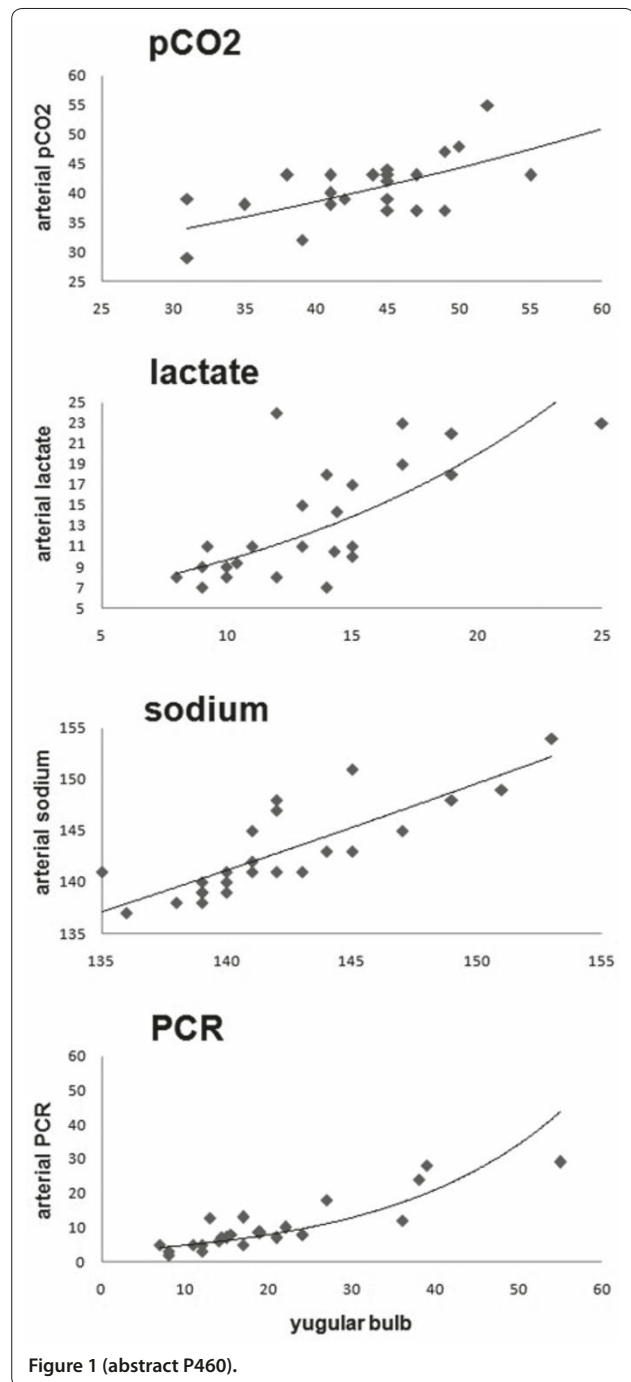 pCO2
arterial pCO2
60
55
50
45
40
35
30
25
25 30 35 40 45 50 55 60
lactate
arterial lactate
25
23
21
19
17
15
13
11
9
7
5
5 10 15 20 25
sodium
arterial sodium
155
150
145
140
135
135 140 145 150 155
PCR
arterial PCR
60
50
40
30
20
10
0
0 10 20 30 40 50 60
yugular bulb
Figure 1 (abstract P460).